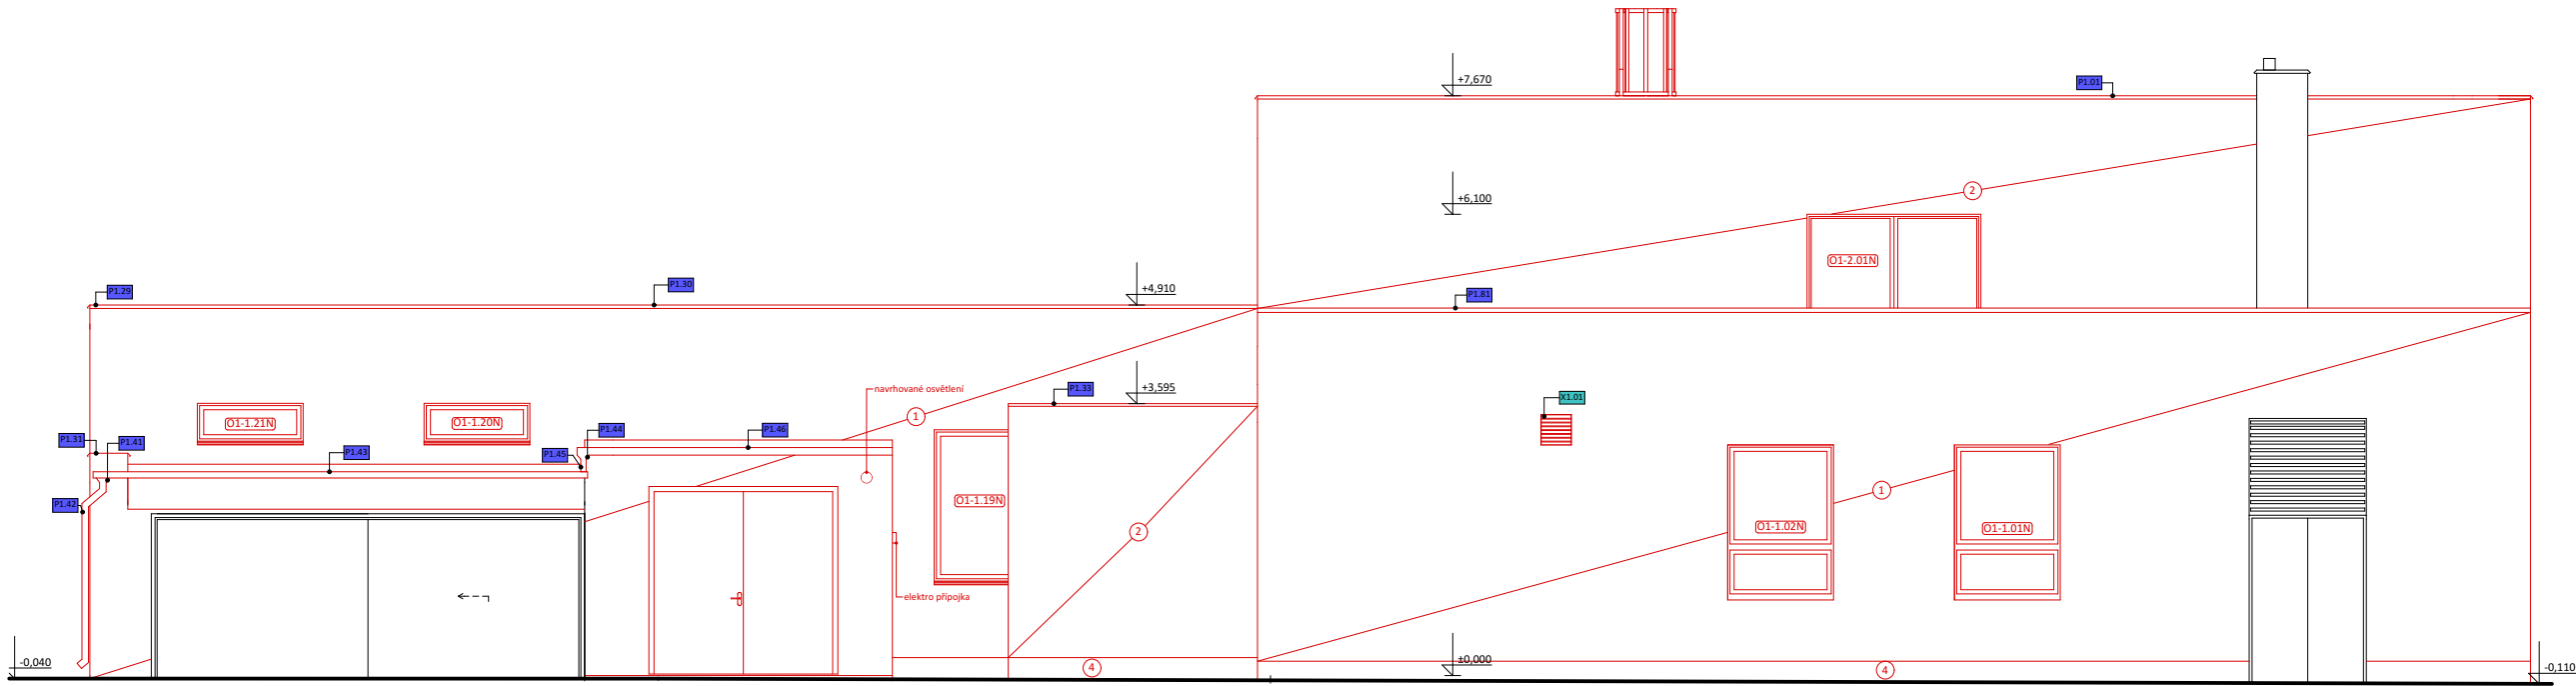 +7,670
P1.01
2
+6,100
O1-2.01N
P1.29
P1.30
+4,910
P1.81
navrhované osvětlení
P1.33
+3,595
X1.01
O1-1.21N
O1-1.20N
1
P1.31
P1.41
P1.43
P1.45
P1.44
P1.46
P1.42
O1-1.19N
2
1
O1-1.02N
O1-1.01N
elektro přípojka
-0,040
4
±0,000
4
-0,110